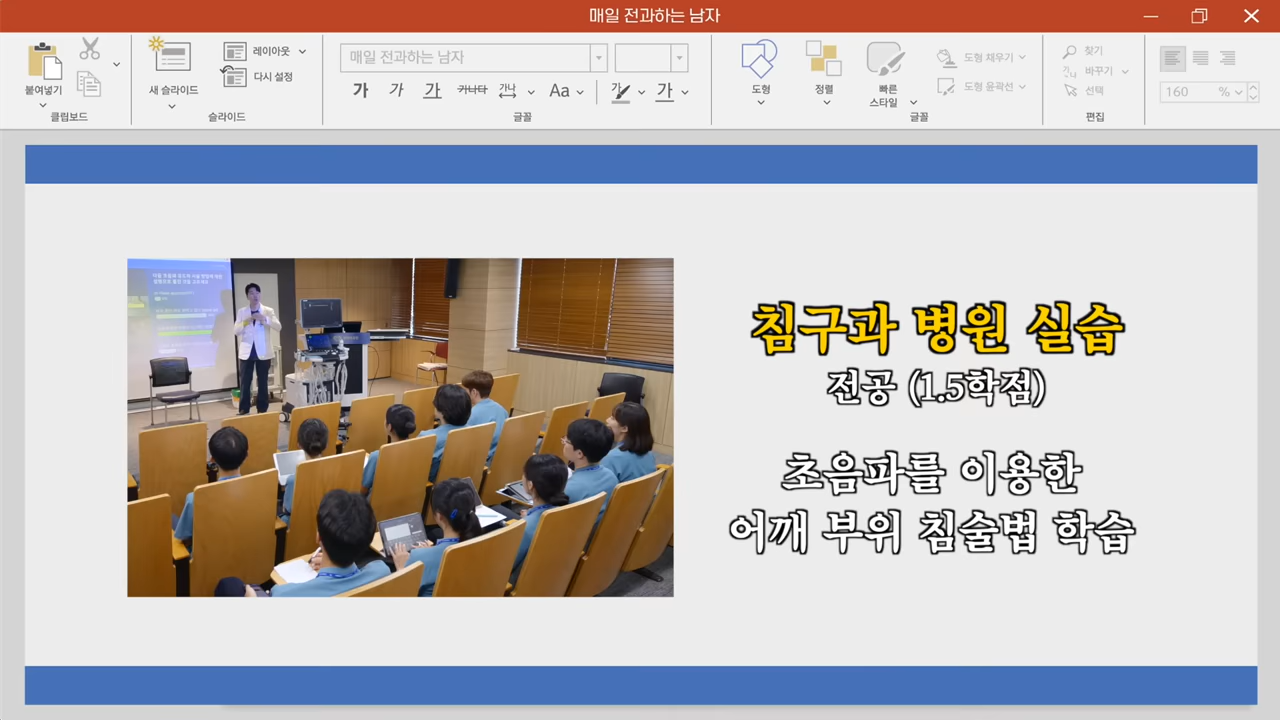 매일 전과하는 남자
붙여넣기
클립보드
새 슬라이드
레이아웃
다시 설정
슬라이드
매일 전과하는 남자
가 가 가 가나다 간나 Aa 가 가
글꼴
도형
정렬
빠른
스타일
도형 채우기
도형 윤곽선
글꼴
찾기
바꾸기
선택
편집
160 %
침구과 병원 실습
전공 (1.5학점)
초음파를 이용한
어깨 부위 침술법 학습